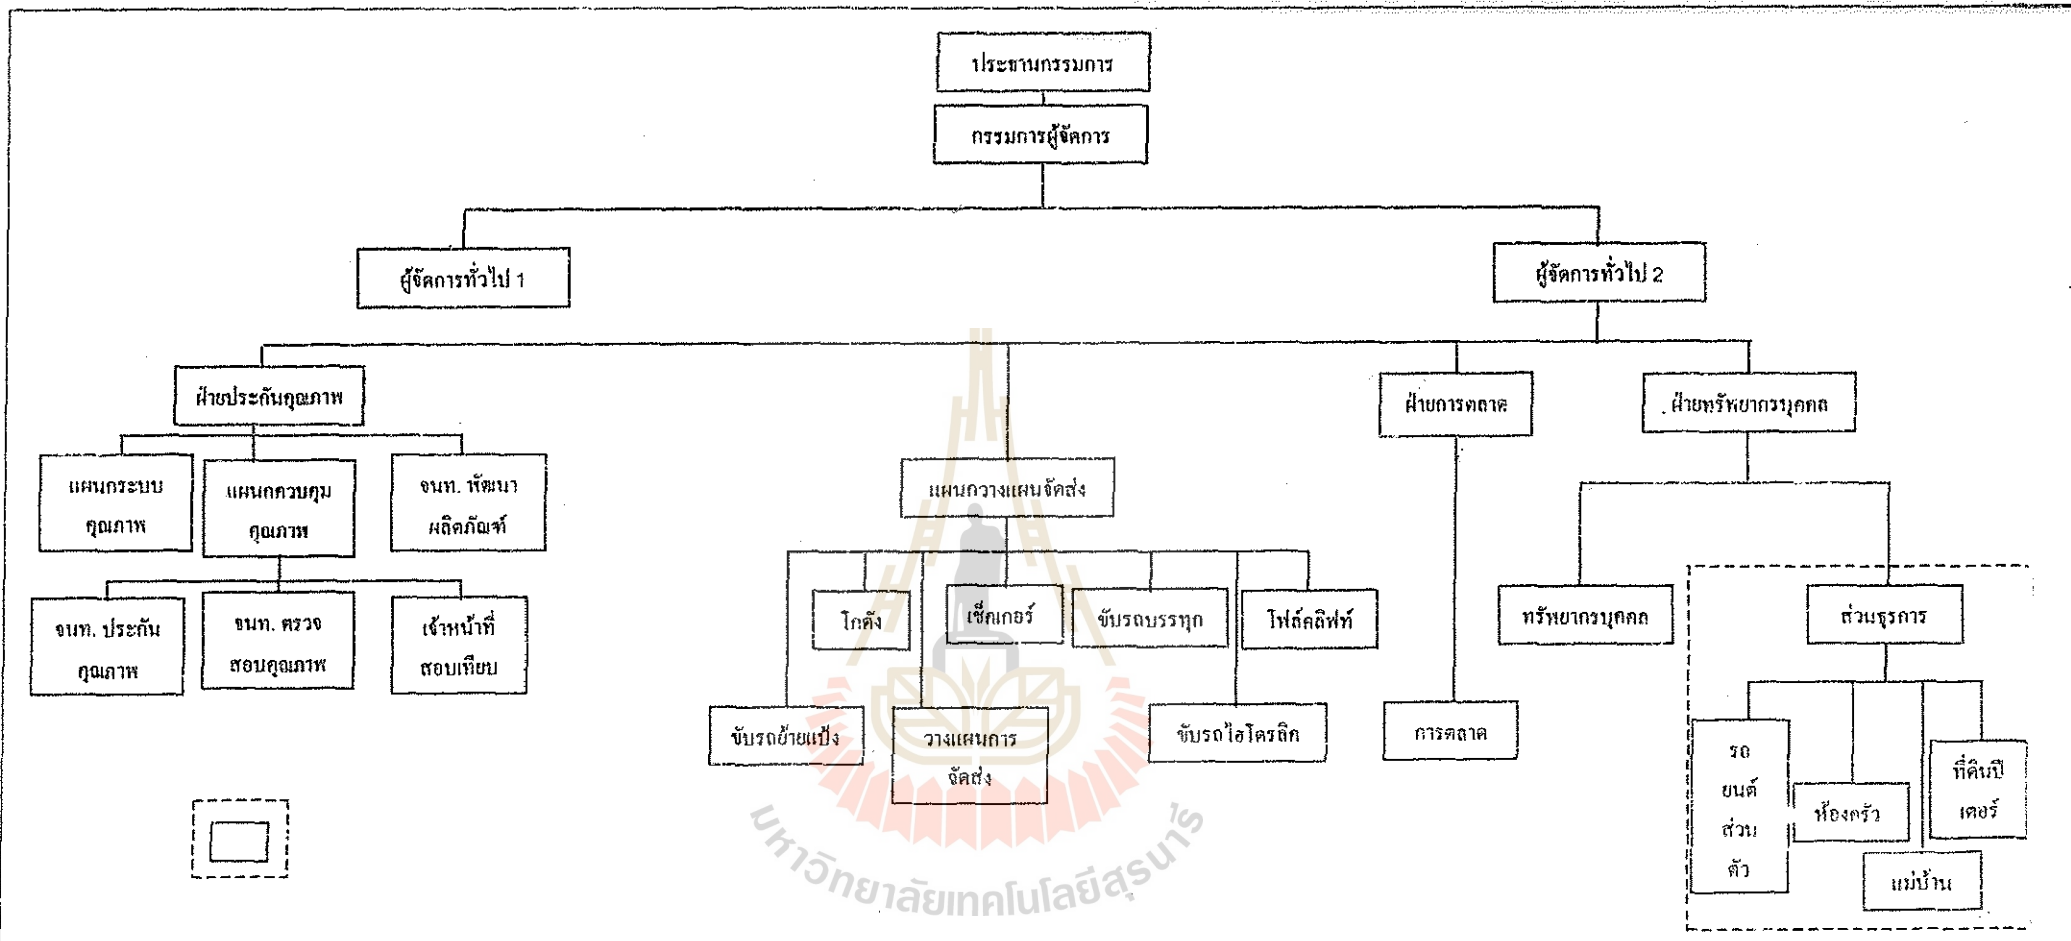 ประธานกรรมการ
กรรมการผู้จัดการ
ผู้จัดการทั่วไป 1
ผู้จัดการทั่วไป 2
ฝ่ายประกันคุณภาพ
ฝ่ายการตลาด
ฝ่ายทรัพยากรบุคคล
แผนกระบบ
คุณภาพ
แผนกควบคุม
คุณภาพ
จนท. พัฒนา
ผลิตภัณฑ์
แผนกวางแผนจัดส่ง
จนท. ประกัน
คุณภาพ
จนท. ตรวจ
สอบคุณภาพ
เจ้าหน้าที่
สอบเทียบ
โกดัง
เช็กเกอร์
ขับรถบรรทุก
โฟล์คลิฟท์
ทรัพยากรบุคคล
ส่วนธุรการ
ขับรถย้ายแป้ง
วางแผนการ
จัดส่ง
ขับรถไฮโดรลิก
การตลาด
รถ
ยนต์
ส่วน
ตัว
ห้องครัว
ที่ดินปี
เตอร์
แม่บ้าน
มหาวิทยาลัยเทคโนโลยีสุรนารี